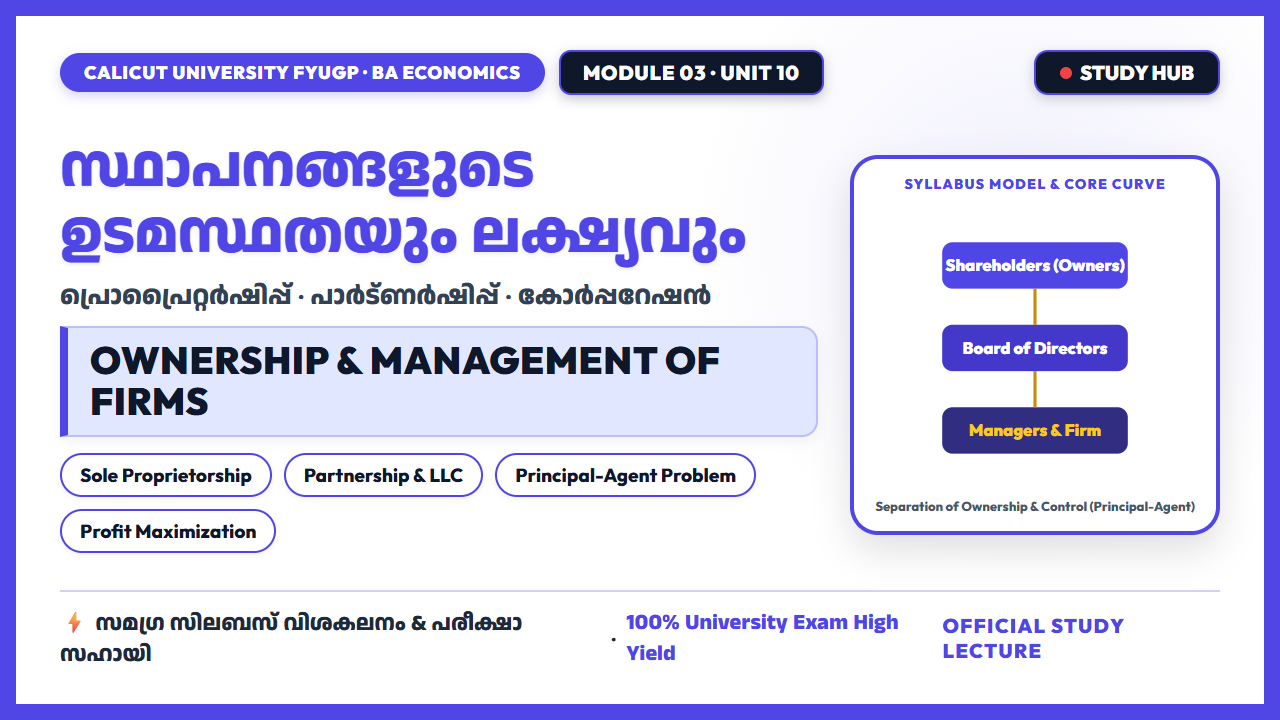 CALICUT UNIVERSITY FYUGP · BA ECONOMICS
MODULE 03 · UNIT 10
STUDY HUB
സ്ഥാപനങ്ങളുടെ
ഉടമസ്ഥതയും ലക്ഷ്യവും
പ്രൊപ്രൈറ്റർഷിപ്പ് · പാർട്ണർഷിപ്പ് · കോർപ്പറേഷൻ
OWNERSHIP & MANAGEMENT OF
FIRMS
Sole Proprietorship
Partnership & LLC
Principal-Agent Problem
Profit Maximization
SYLLABUS MODEL & CORE CURVE
Shareholders (Owners)
Board of Directors
Managers & Firm
Separation of Ownership & Control (Principal-Agent)
⚡ സമഗ്ര സിലബസ് വിശകലനം & പരീക്ഷാ
സഹായി
· 100% University Exam High
Yield
OFFICIAL STUDY
LECTURE